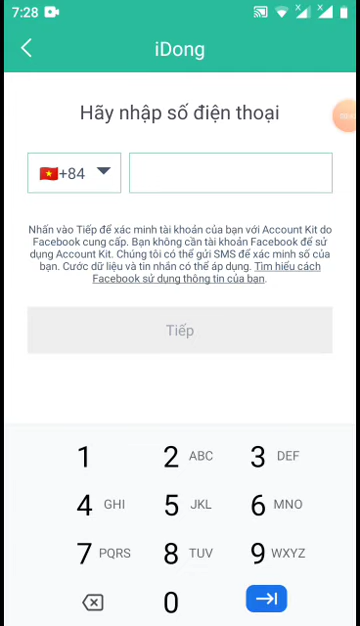 7:28
iDong
Hãy nhập số điện thoại
+84
Nhấn vào Tiếp để xác minh tài khoản của bạn với Account Kit do
Facebook cung cấp. Bạn không cần tài khoản Facebook để sử
dụng Account Kit. Chúng tôi có thể gửi SMS để xác minh số của
bạn. Cước dữ liệu và tin nhắn có thể áp dụng. Tìm hiểu cách
Facebook sử dụng thông tin của bạn.
Tiếp
1 2 ABC 3 DEF
4 GHI 5 JKL 6 MNO
7 PQRS 8 TUV 9 WXYZ
0